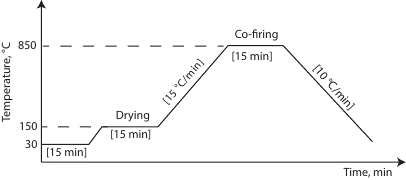 Temperature, °C
850
150
30
Co-firing
[15 min]
[15 °C/min]
[10 °C/min]
Drying
[15 min]
[15 min]
Time, min